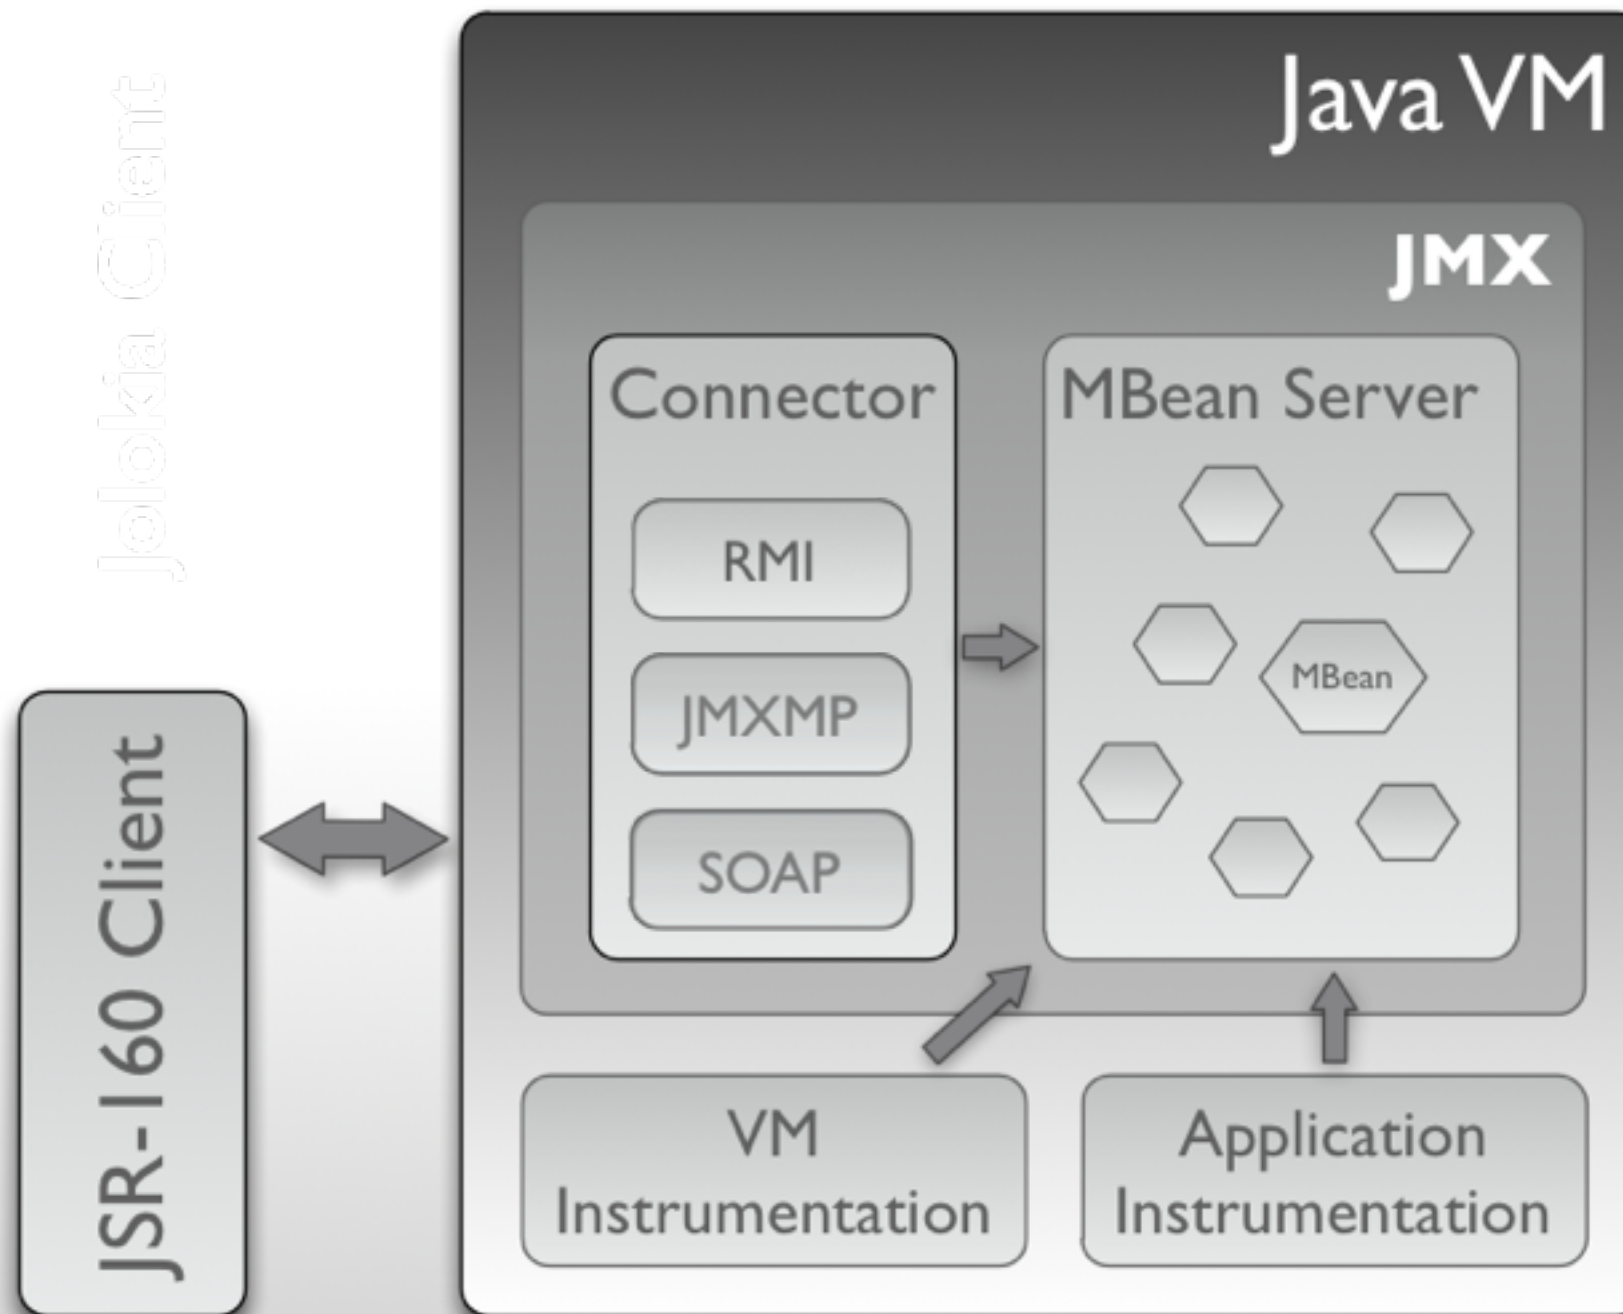 Jolokia Client
Java VM
JMX
Connector
MBean Server
RMI
JMXMP
SOAP
MBean
JSR-160 Client
VM
Instrumentation
Application
Instrumentation